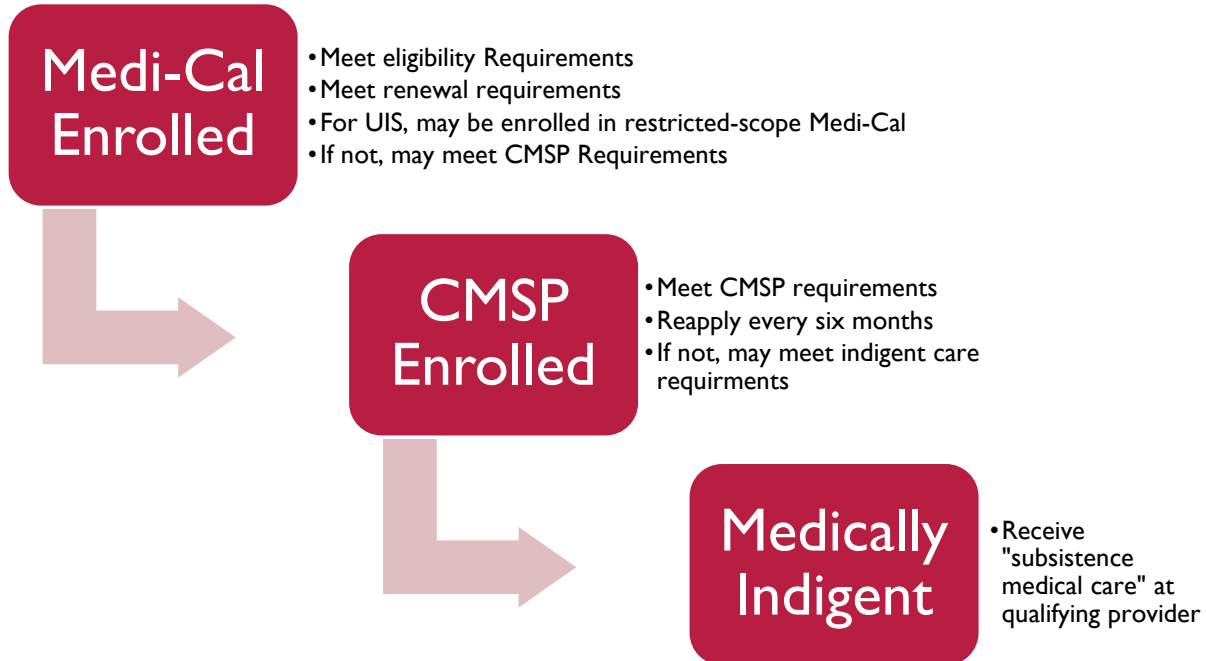 Medi-Cal
Enrolled
•Meet eligibility Requirements
•Meet renewal requirements
•For UIS, may be enrolled in restricted-scope Medi-Cal
•If not, may meet CMSP Requirements
CMSP
Enrolled
•Meet CMSP requirements
•Reapply every six months
•If not, may meet indigent care
requirments
Medically
Indigent
•Receive
"subsistence
medical care" at
qualifying provider